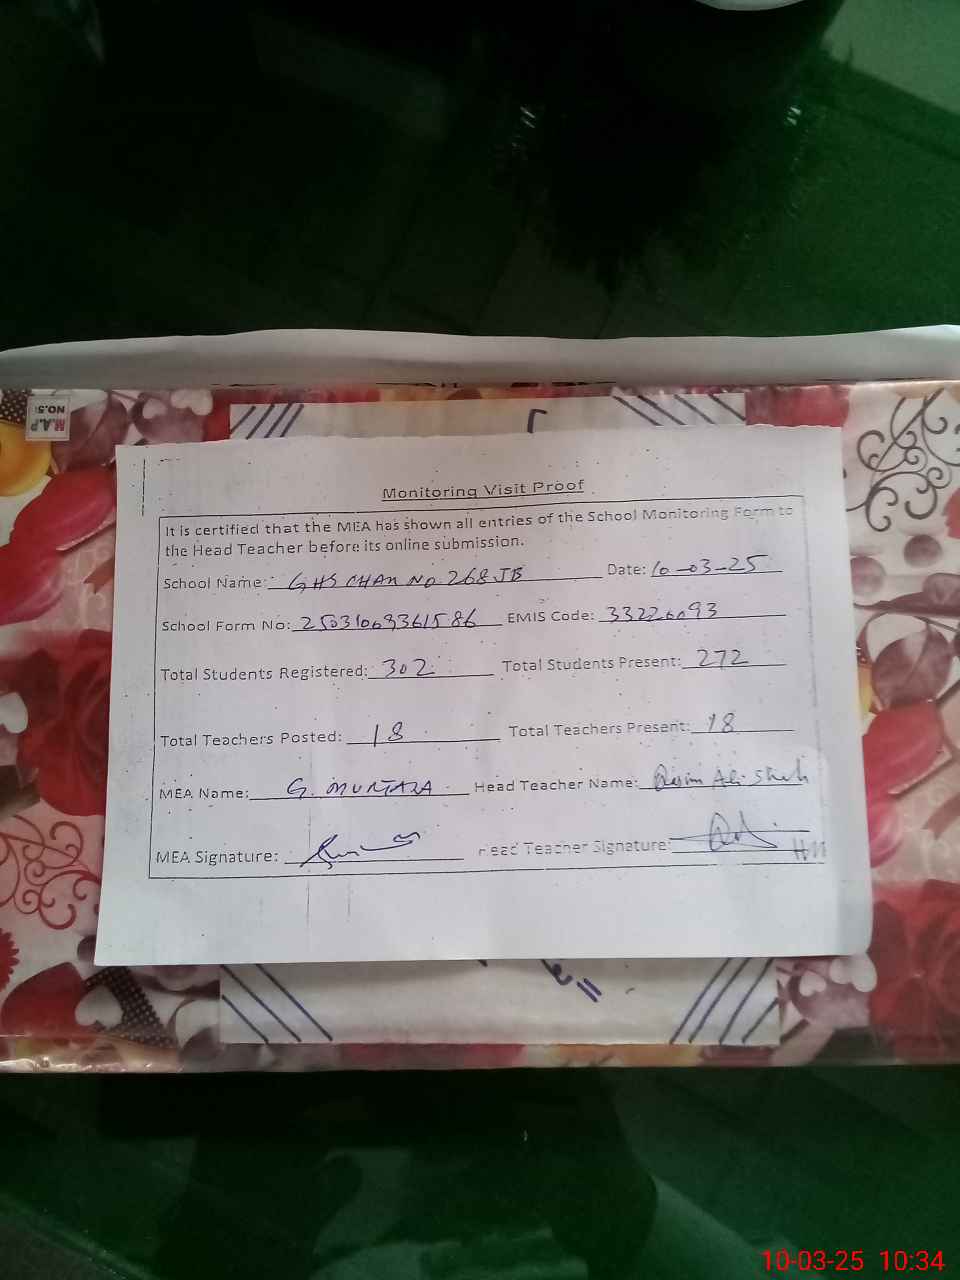 M.A.P
NO.5
Monitoring Visit Proof
It is certified that the MEA has shown all entries of the School Monitoring Form to
the Head Teacher before its online submission.
School Name: GHS CHAK NO. 268 JB Date: 10-03-25
School Form No: EMIS Code: 33220093
Total Students Registered: 302 Total Students Present: 272
Total Teachers Posted: 18 Total Teachers Present: 18
MEA Name: G. MURTAZA Head Teacher Name: Ali Shah
MEA Signature: Head Teacher Signature:
HM
10-03-25 10:34